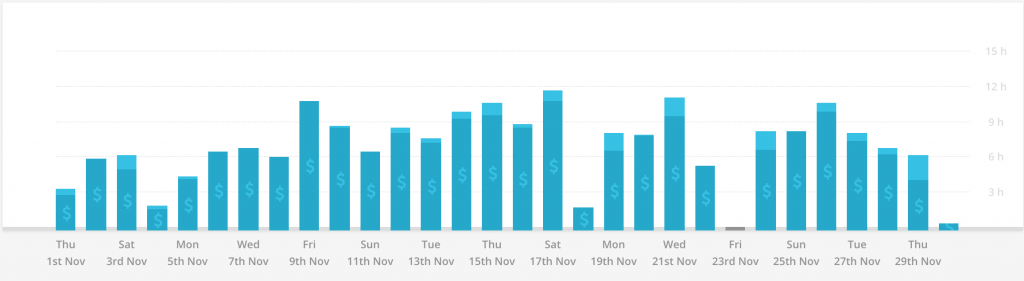 15 h
12 h
9 h
6 h
3 h
$ $ $ $ $ $ $ $ $ $ $ $ $ $ $ $ $ $ $ $ $ $ $ $ $ $ $ $ $
Thu Sat Mon Wed Fri Sun Tue Thu Sat Mon Wed Fri Sun Tue Thu
1st Nov 3rd Nov 5th Nov 7th Nov 9th Nov 11th Nov 13th Nov 15th Nov 17th Nov 19th Nov 21st Nov 23rd Nov 25th Nov 27th Nov 29th Nov